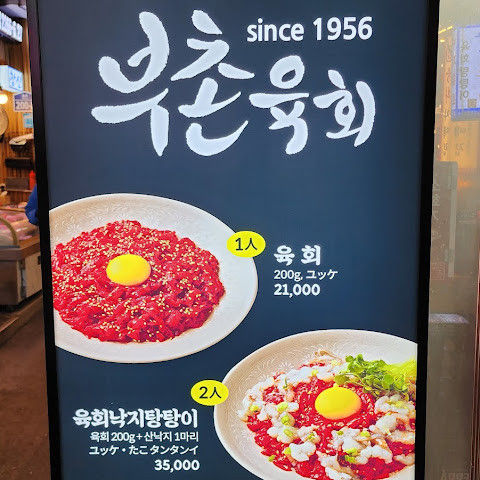 since 1956
부촌육회
1人
육회
200g, ユッケ
21,000
2人
육회낙지탕탕이
육회 200g + 산낙지 1마리
ユッケ・たこ タンタンイ
35,000
200g